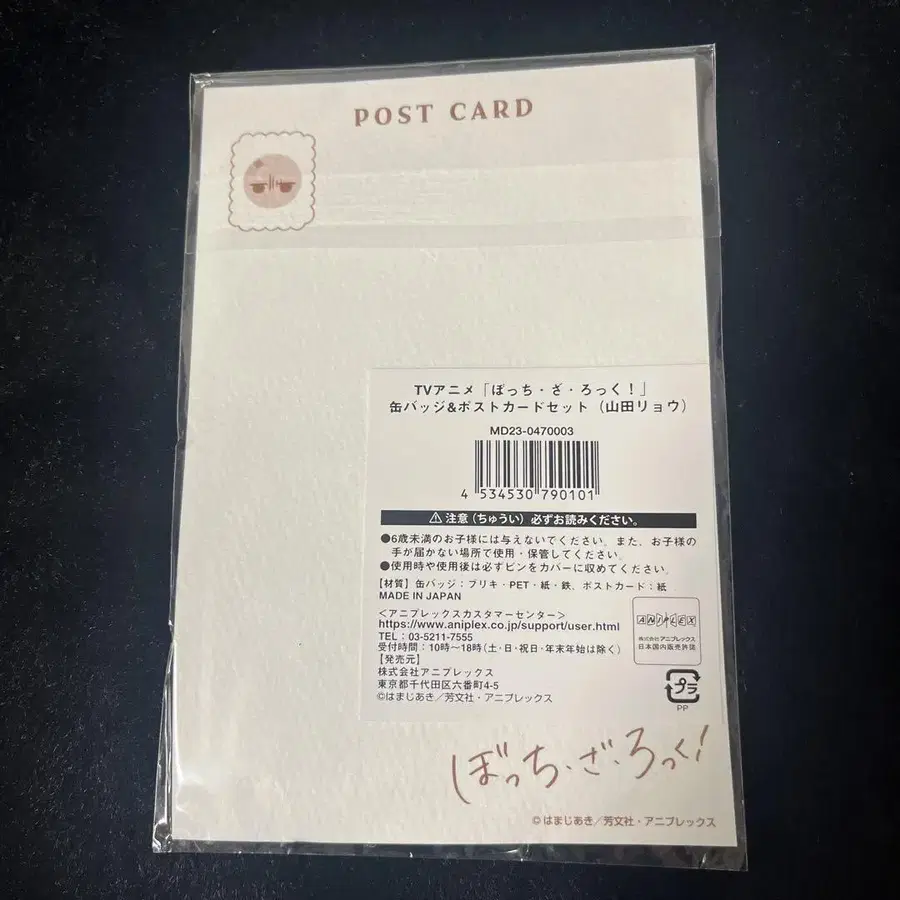 POST CARD
TVアニメ「ぼっち・ざ・ろっく！」
缶バッジ&ポストカードセット（山田リョウ）
MD23-0470003
4 534530 790101
⚠ 注意（ちゅうい）必ずお読みください。
●6歳未満のお子様には与えないでください。また、お子様の
手が届かない場所で使用・保管してください。
●使用時や使用後は必ずピンをカバーに収めてください。
【材質】缶バッジ：ブリキ・PET・紙・鉄、ポストカード：紙
MADE IN JAPAN
＜アニプレックスカスタマーセンター＞
https://www.aniplex.co.jp/support/user.html
TEL：03-5211-7555
受付時間：10時〜18時(土・日・祝日・年末年始は除く)
【発売元】
株式会社アニプレックス
東京都千代田区六番町4-5
©はまじあき／芳文社・アニプレックス
ANIPLEX
株式会社アニプレックス
日本国内販売許諾
プラ
PP
ぼっち・ざ・ろっく!
©はまじあき／芳文社・アニプレックス